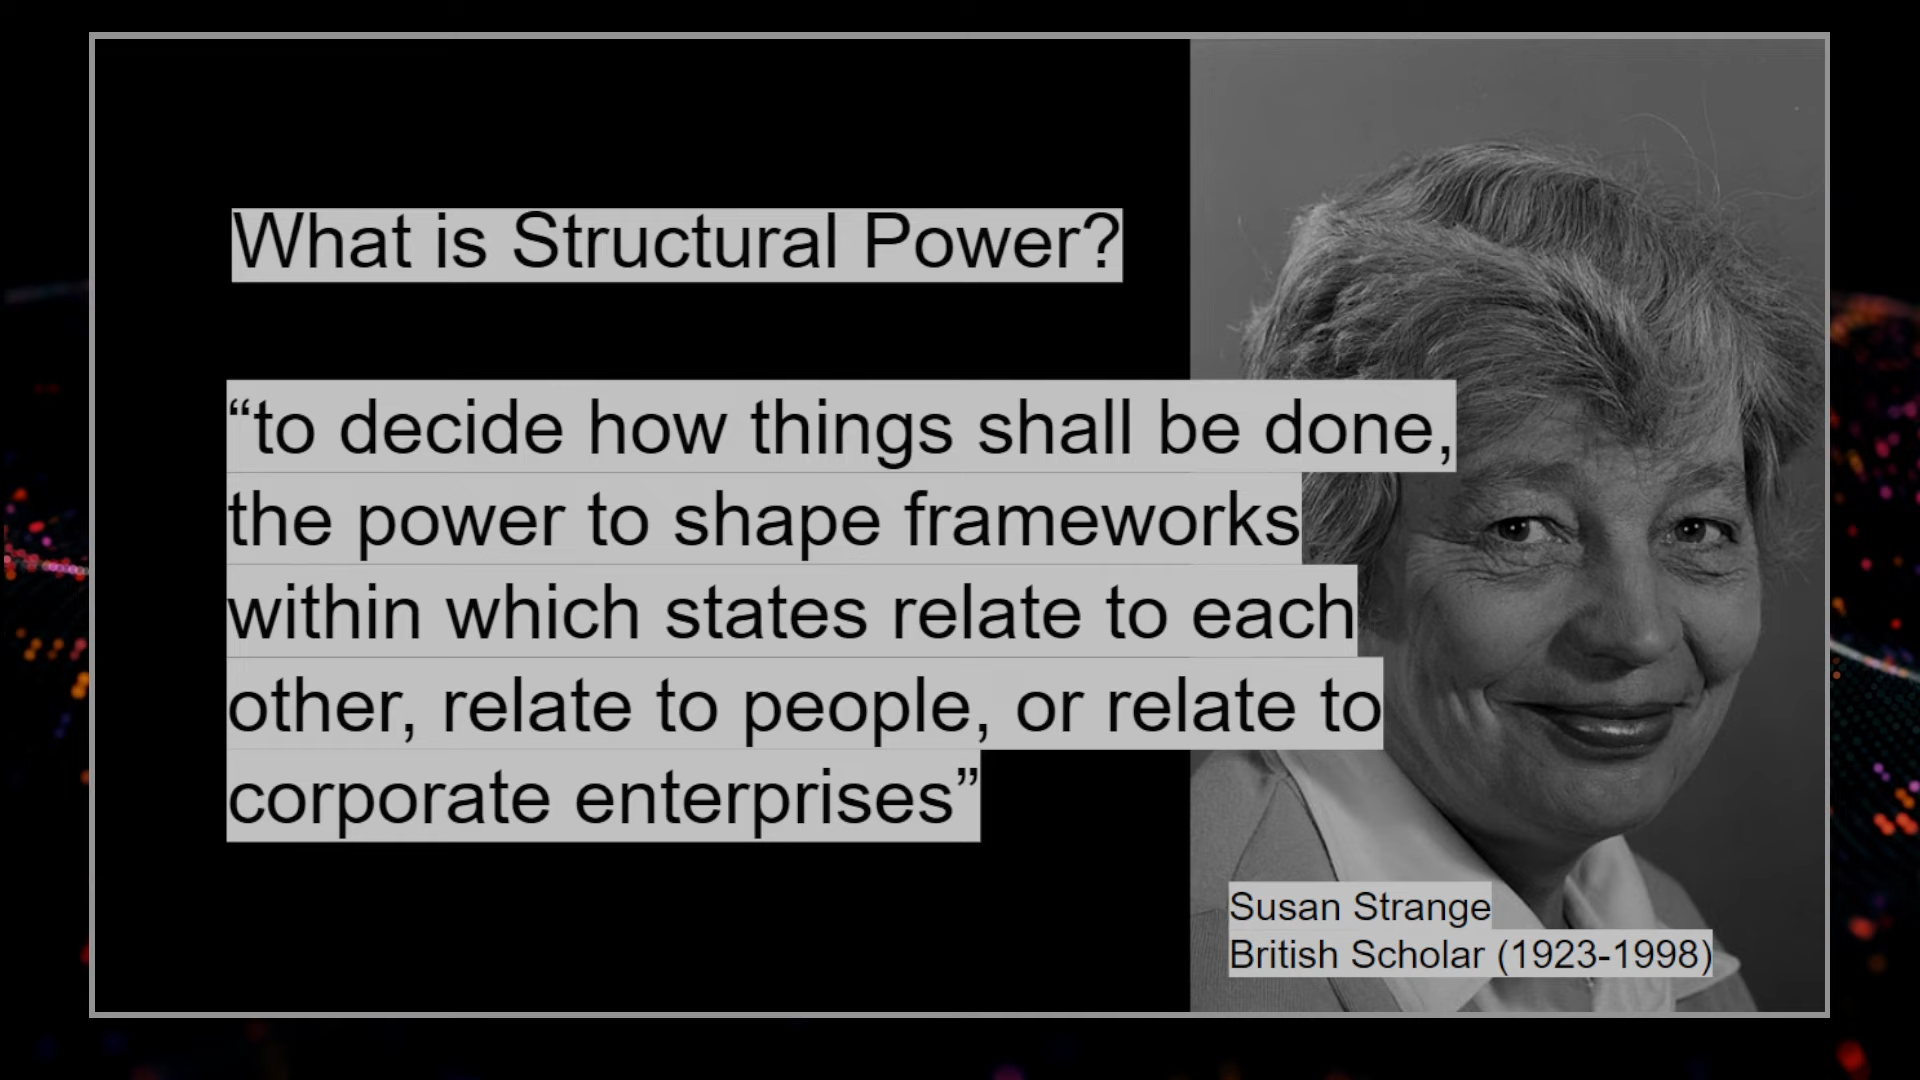 What is Structural Power?
“to decide how things shall be done,
the power to shape frameworks
within which states relate to each
other, relate to people, or relate to
corporate enterprises”
Susan Strange
British Scholar (1923-1998)